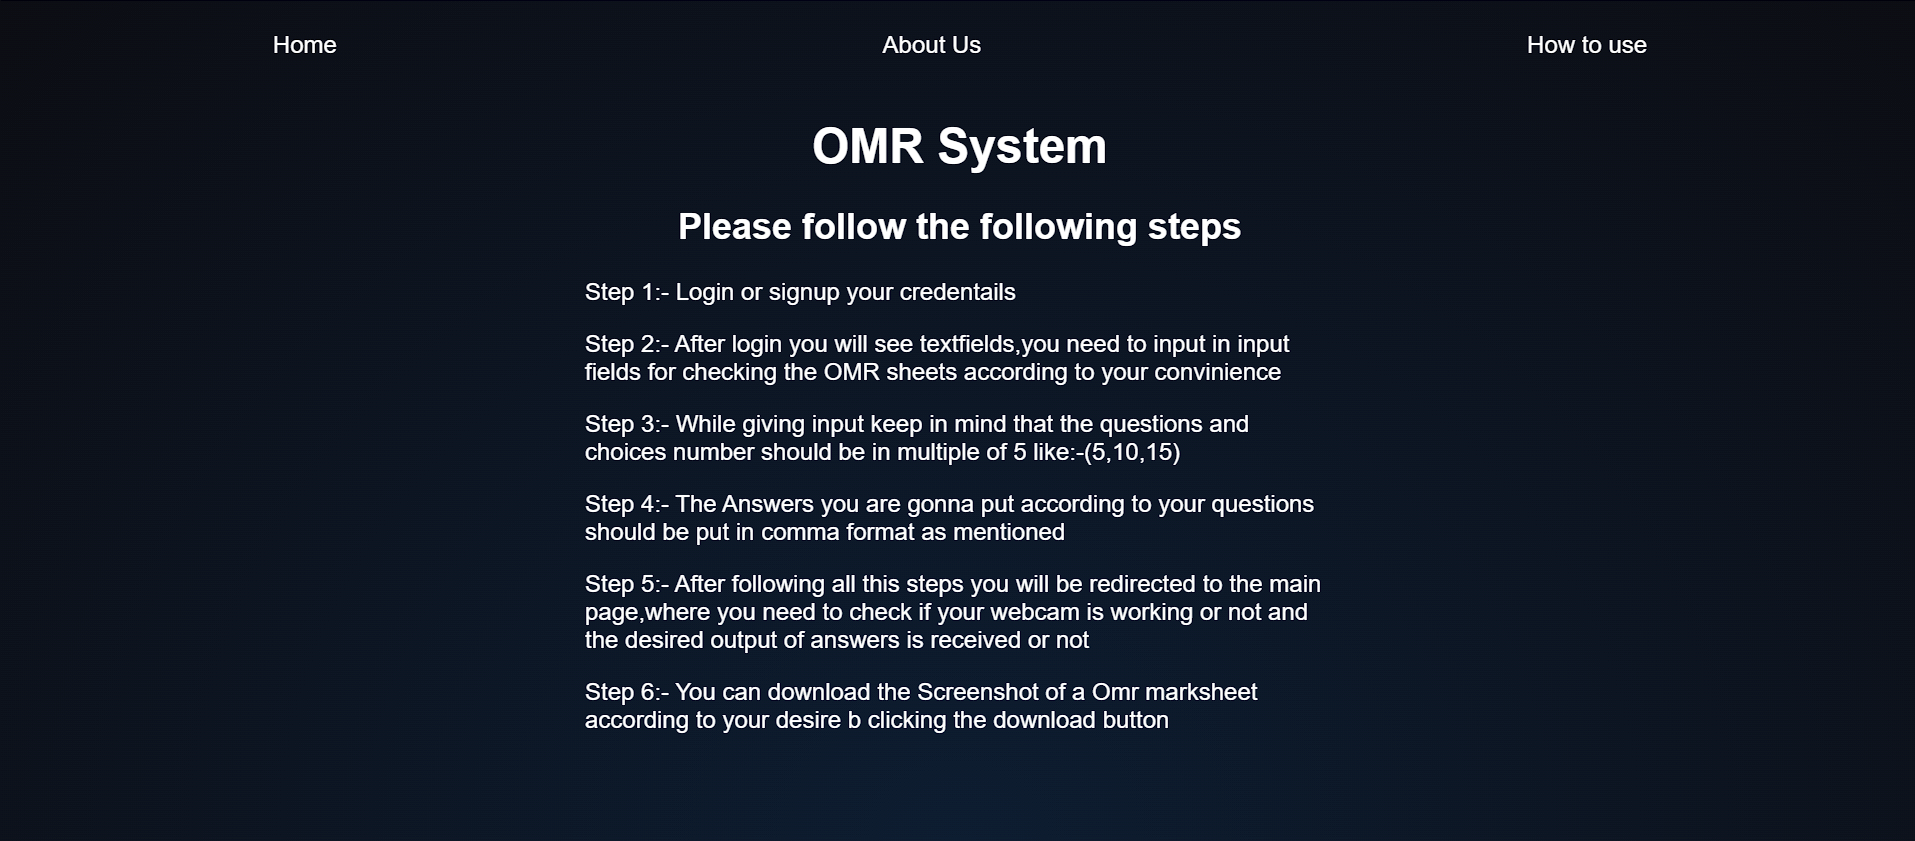 Home
About Us
How to use
OMR System
Please follow the following steps
Step 1:- Login or signup your credentails
Step 2:- After login you will see textfields,you need to input in input
fields for checking the OMR sheets according to your convinience
Step 3:- While giving input keep in mind that the questions and
choices number should be in multiple of 5 like:-(5,10,15)
Step 4:- The Answers you are gonna put according to your questions
should be put in comma format as mentioned
Step 5:- After following all this steps you will be redirected to the main
page,where you need to check if your webcam is working or not and
the desired output of answers is received or not
Step 6:- You can download the Screenshot of a Omr marksheet
according to your desire b clicking the download button